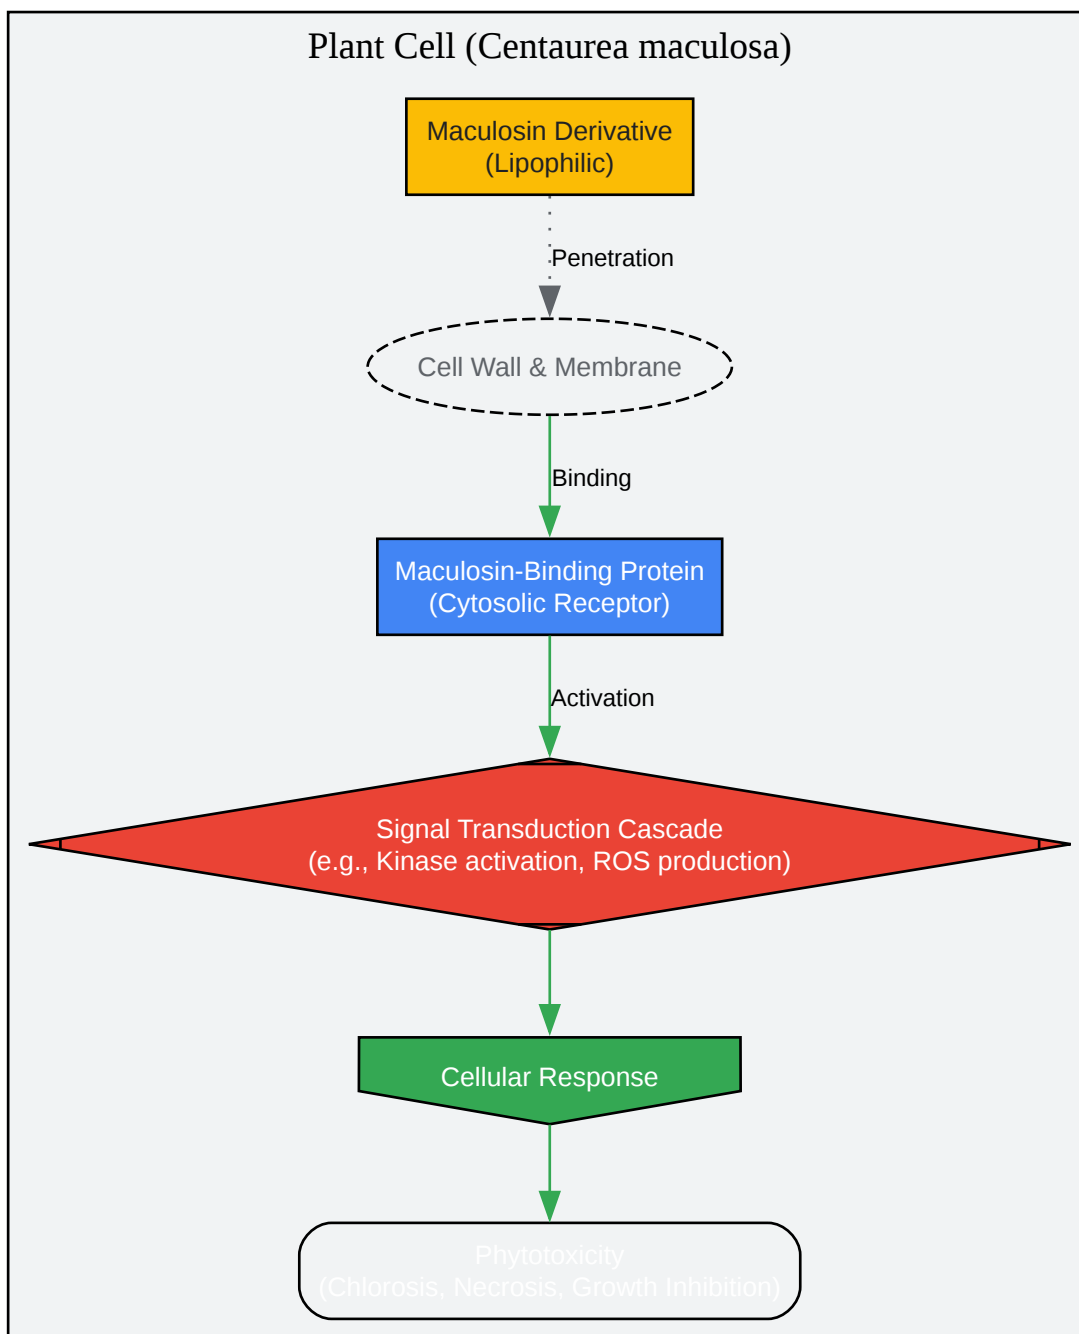 Plant Cell (Centaurea maculosa)
Maculosin Derivative
(Lipophilic)
Penetration
Cell Wall & Membrane
Binding
Maculosin-Binding Protein
(Cytosolic Receptor)
Activation
Signal Transduction Cascade
(e.g., Kinase activation, ROS production)
Cellular Response
Phytotoxicity
(Chlorosis, Necrosis, Growth Inhibition)